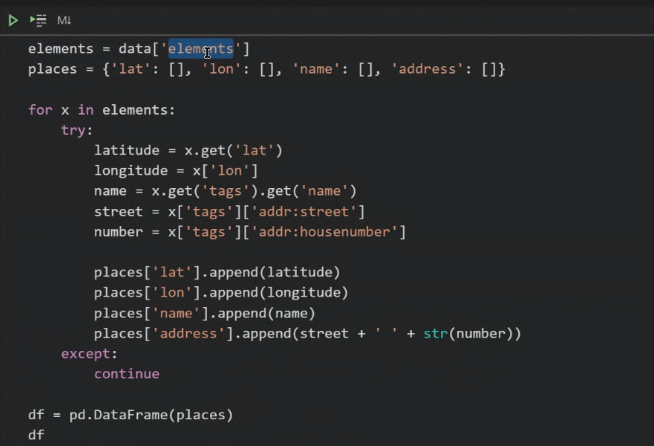 M↓
elements = data['elements']
places = {'lat': [], 'lon': [], 'name': [], 'address': []}
for x in elements:
try:
latitude = x.get('lat')
longitude = x['lon']
name = x.get('tags').get('name')
street = x['tags']['addr:street']
number = x['tags']['addr:housenumber']
places['lat'].append(latitude)
places['lon'].append(longitude)
places['name'].append(name)
places['address'].append(street + ' ' + str(number))
except:
continue
df = pd.DataFrame(places)
df